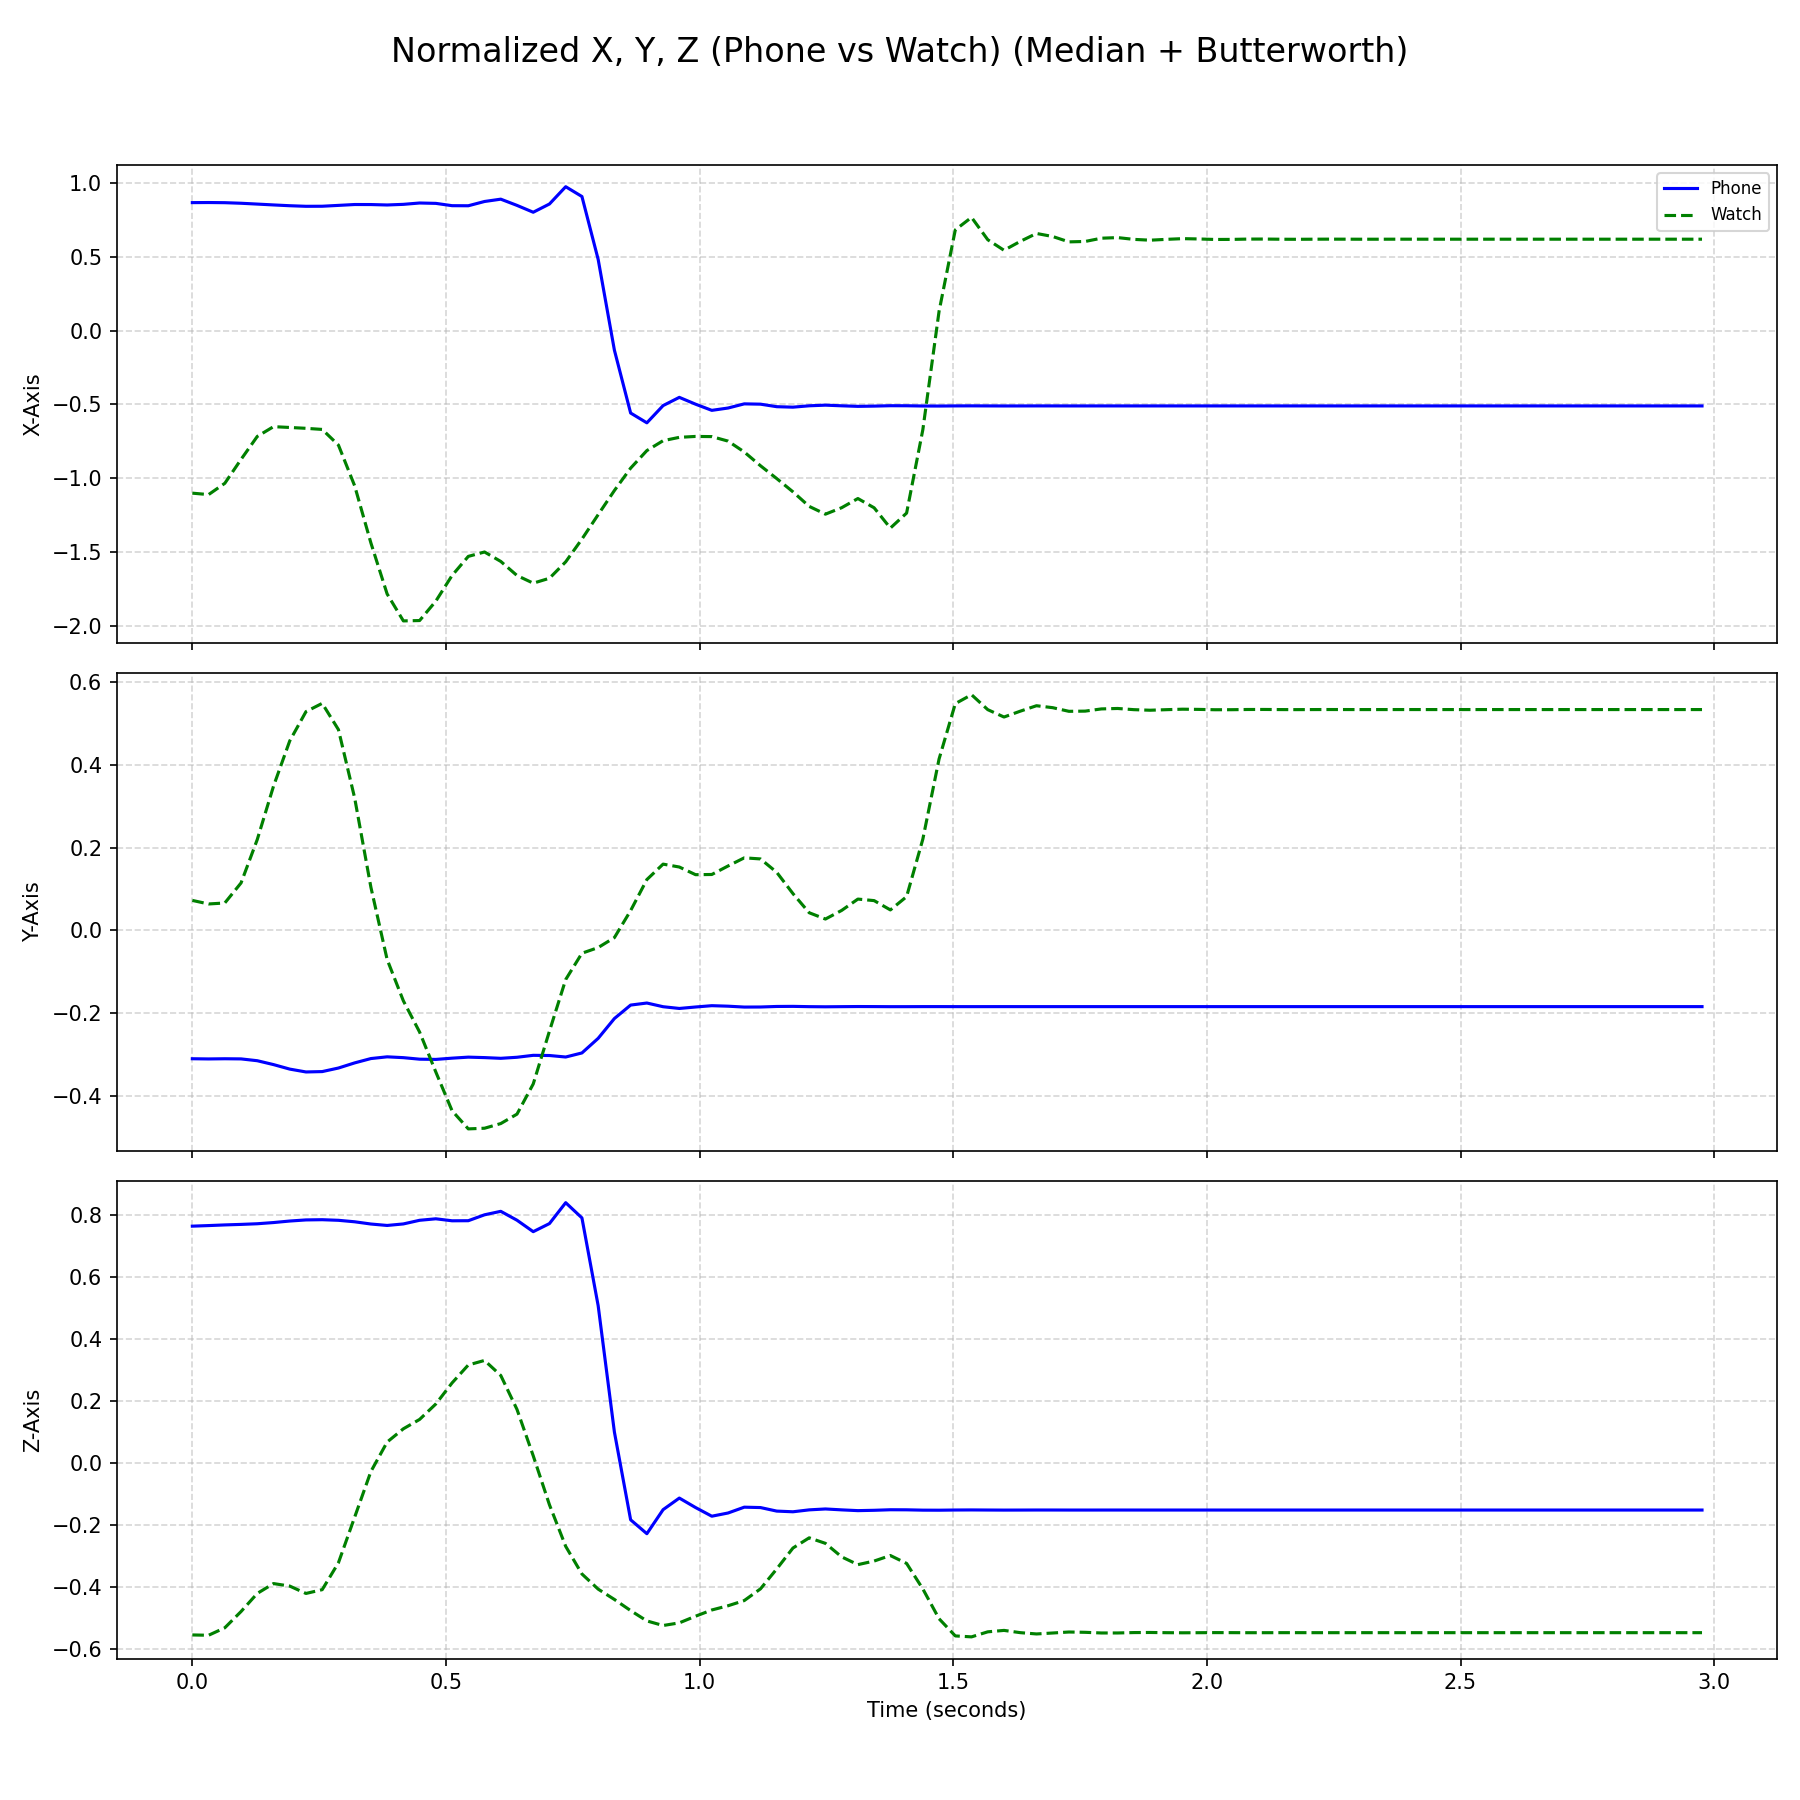 Normalized X, Y, Z (Phone vs Watch) (Median + Butterworth)
Phone
Watch
X-Axis
1.0
0.5
0.0
−0.5
−1.0
−1.5
−2.0
Y-Axis
0.6
0.4
0.2
0.0
−0.2
−0.4
Z-Axis
0.8
0.6
0.4
0.2
0.0
−0.2
−0.4
−0.6
0.0 0.5 1.0 1.5 2.0 2.5 3.0
Time (seconds)